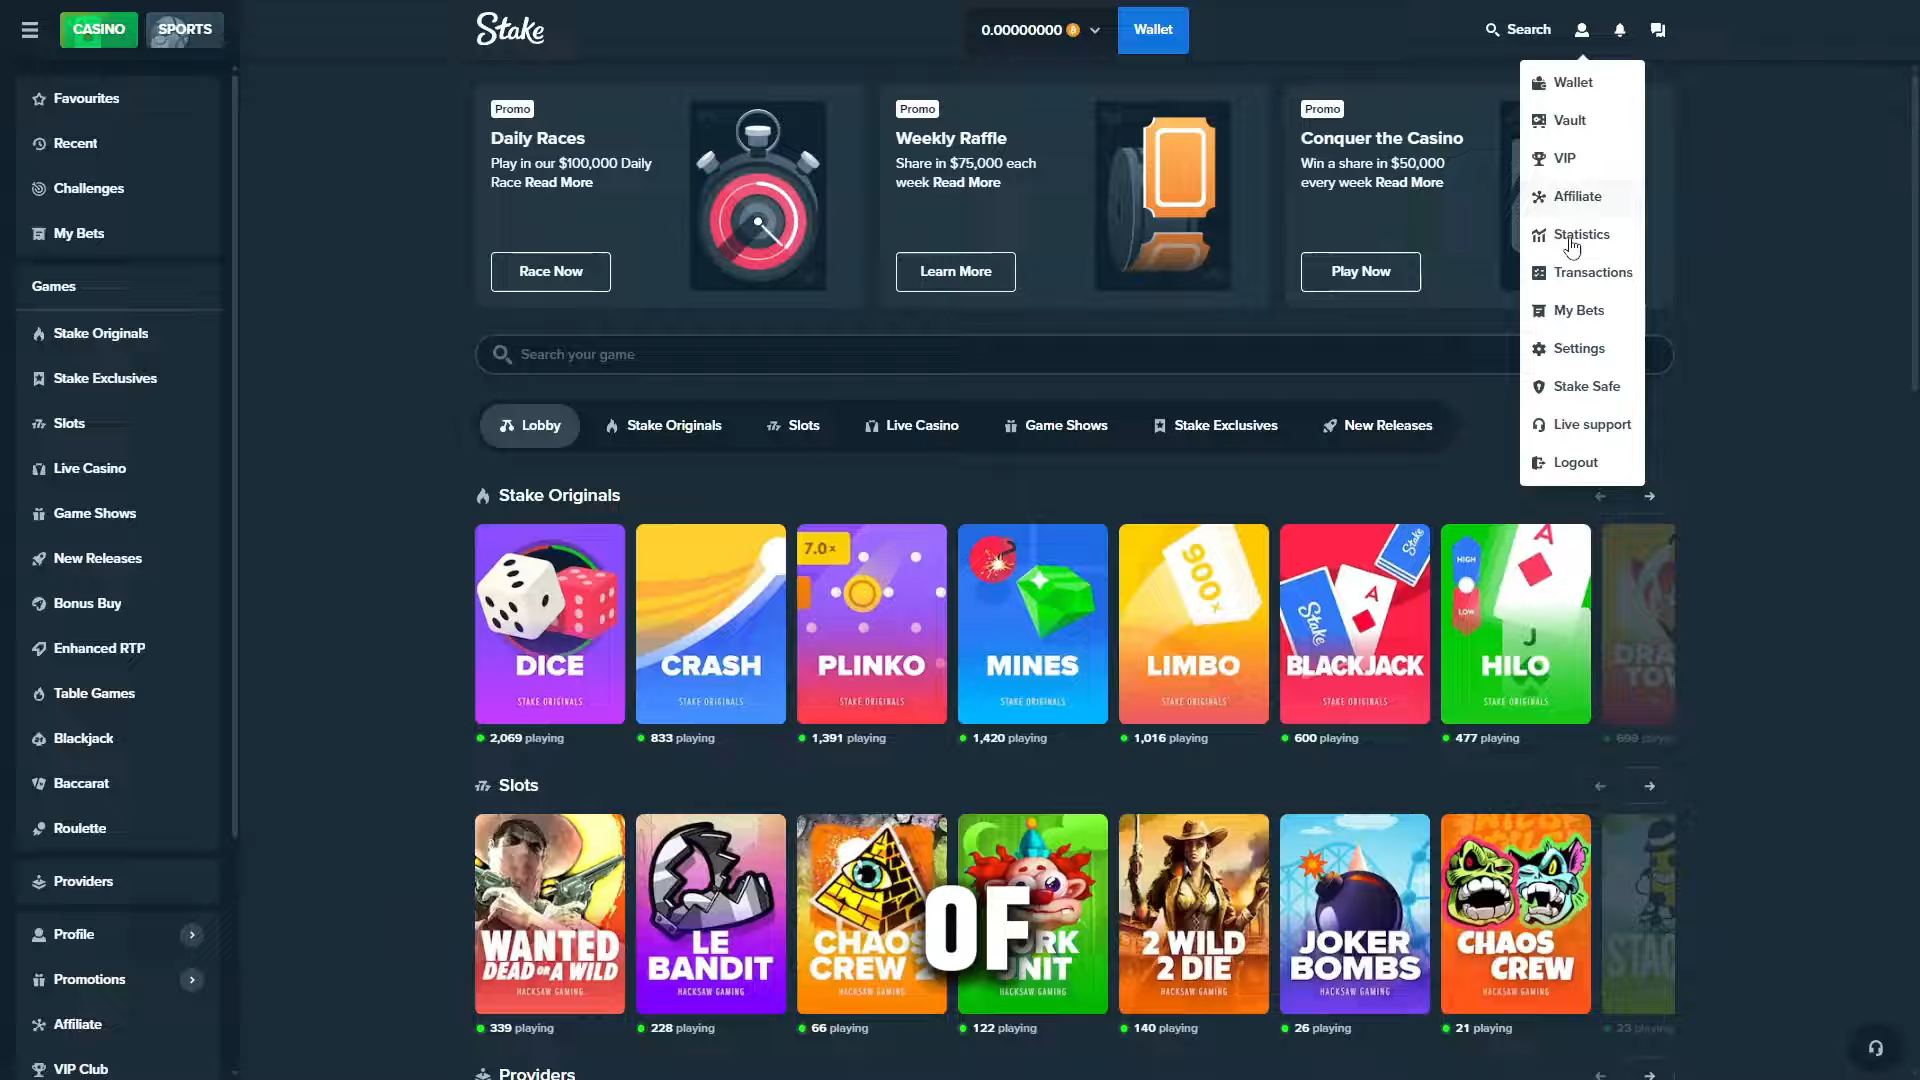 CASINO
SPORTS
Stake
0.00000000
Wallet
Search
Favourites
Recent
Challenges
My Bets
Games
Stake Originals
Stake Exclusives
Slots
Live Casino
Game Shows
New Releases
Bonus Buy
Enhanced RTP
Table Games
Blackjack
Baccarat
Roulette
Providers
Profile
Promotions
Affiliate
VIP Club
Promo
Daily Races
Play in our $100,000 Daily
Race Read More
Race Now
Promo
Weekly Raffle
Share in $75,000 each
week Read More
Learn More
Promo
Conquer the Casino
Win a share in $50,000
every week Read More
Play Now
Wallet
Vault
VIP
Affiliate
Statistics
Transactions
My Bets
Settings
Stake Safe
Live support
Logout
Search your game
Lobby
Stake Originals
Slots
Live Casino
Game Shows
Stake Exclusives
New Releases
Stake Originals
DICE
STAKE ORIGINALS
2,069 playing
CRASH
STAKE ORIGINALS
833 playing
7.0×
PLINKO
STAKE ORIGINALS
1,391 playing
MINES
STAKE ORIGINALS
1,420 playing
900×
LIMBO
STAKE ORIGINALS
1,016 playing
Stake
Stake
A
BLACKJACK
STAKE ORIGINALS
600 playing
HIGH
LOW
A
J
HILO
STAKE ORIGINALS
477 playing
Slots
WANTED
DEAD OR A WILD
HACKSAW GAMING
339 playing
LE
BANDIT
HACKSAW GAMING
228 playing
CHAOS
CREW 2
HACKSAW GAMING
66 playing
OF
HACKSAW GAMING
122 playing
2 WILD
2 DIE
HACKSAW GAMING
140 playing
JOKER
BOMBS
HACKSAW GAMING
26 playing
CHAOS
CREW
HACKSAW GAMING
21 playing
23 playing
Providers